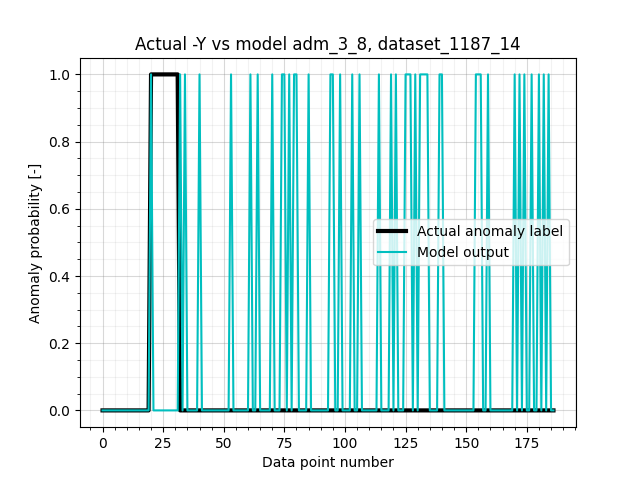 Actual -Y vs model adm_3_8, dataset_1187_14
Anomaly probability [-]
1.0
0.8
0.6
0.4
0.2
0.0
Actual anomaly label
Model output
0 25 50 75 100 125 150 175
Data point number